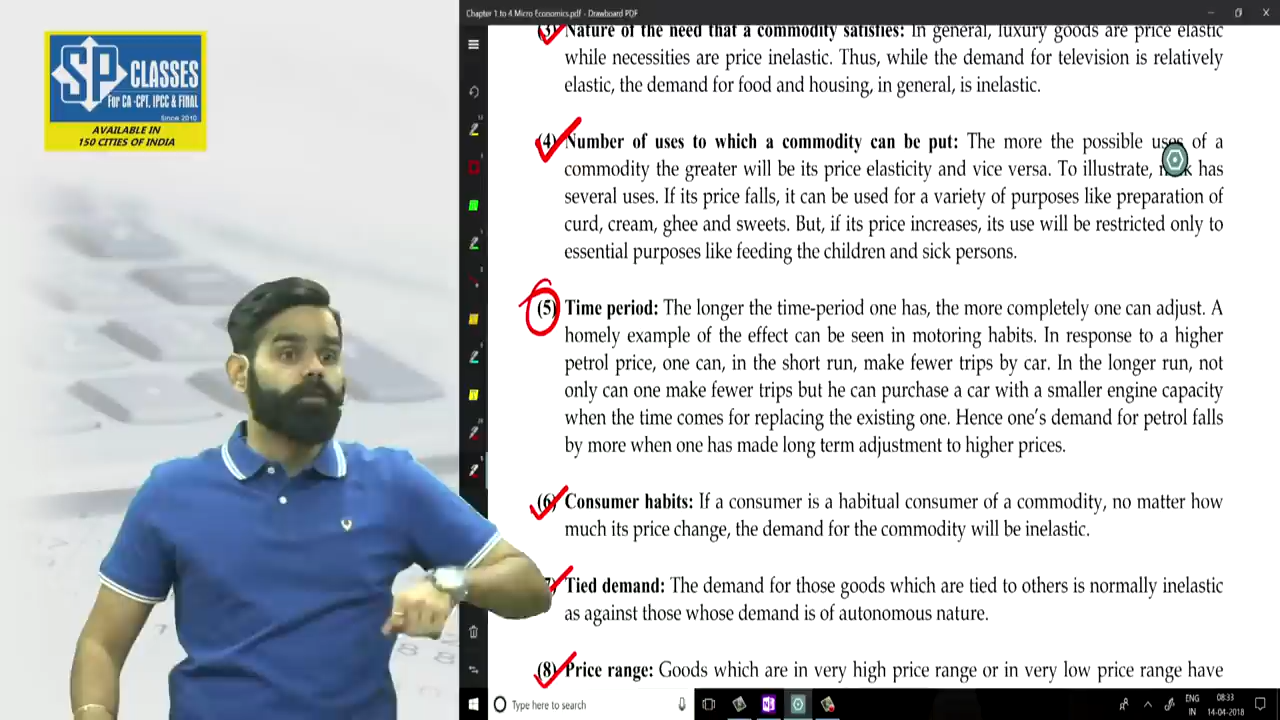 SP CLASSES
For CA -CPT, IPCC & FINAL
Since 2010
AVAILABLE IN
150 CITIES OF INDIA
Chapter 1 to 4 Micro Economics.pdf - Drawboard PDF
(3) Nature of the need that a commodity satisfies: In general, luxury goods are price elastic
while necessities are price inelastic. Thus, while the demand for television is relatively
elastic, the demand for food and housing, in general, is inelastic.
(4) Number of uses to which a commodity can be put: The more the possible uses of a
commodity the greater will be its price elasticity and vice versa. To illustrate, has
several uses. If its price falls, it can be used for a variety of purposes like preparation of
curd, cream, ghee and sweets. But, if its price increases, its use will be restricted only to
essential purposes like feeding the children and sick persons.
(5) Time period: The longer the time-period one has, the more completely one can adjust. A
homely example of the effect can be seen in motoring habits. In response to a higher
petrol price, one can, in the short run, make fewer trips by car. In the longer run, not
only can one make fewer trips but he can purchase a car with a smaller engine capacity
when the time comes for replacing the existing one. Hence one's demand for petrol falls
by more when one has made long term adjustment to higher prices.
(6) Consumer habits: If a consumer is a habitual consumer of a commodity, no matter how
much its price change, the demand for the commodity will be inelastic.
Tied demand: The demand for those goods which are tied to others is normally inelastic
as against those whose demand is of autonomous nature.
(8) Price range: Goods which are in very high price range or in very low price range have
Type here to search
ENG
IN
08:33
14-04-2018